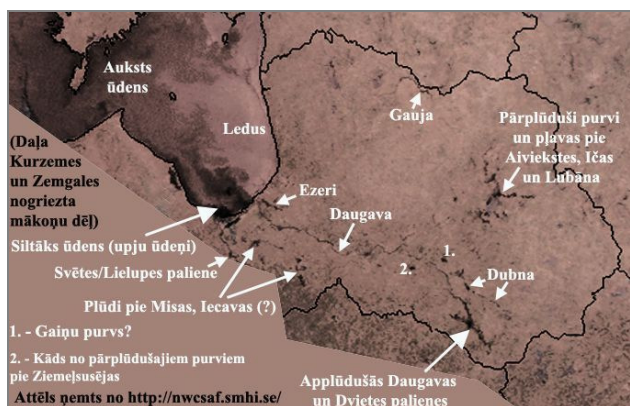 Auksts
ūdens
Ledus
Gauja
Pārplūduši purvi
un pļavas pie
Aiviekstes, Ičas
un Lubāna
(Daļa
Kurzemes
un Zemgales
nogriezta
mākoņu dēļ)
Ezeri
Daugava
Siltāks ūdens (upju ūdeņi)
1.
Svētes/Lielupes paliene
2.
Dubna
Plūdi pie Misas, Iecavas (?)
1. - Gaiņu purvs?
2. - Kāds no pārplūdušajiem purviem
pie Ziemeļsusējas
Applūdušās Daugavas
un Dvietes palienes
Attēls ņemts no http://nwcsaf.smhi.se/